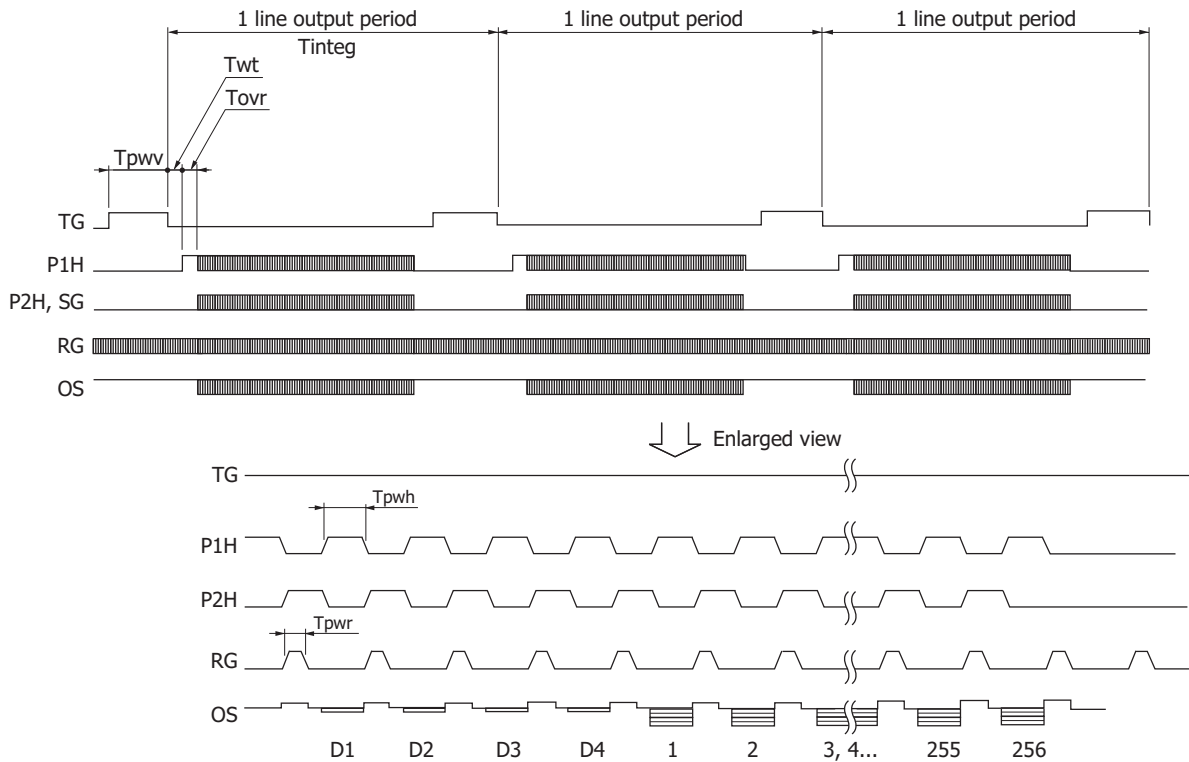 1 line output period 1 line output period 1 line output period
Tinteg
Twt
Tovr
Tpwv
TG
P1H
P2H, SG
RG
OS
Enlarged view
TG
Tpwh
P1H
P2H
Tpwr
RG
OS
D1 D2 D3 D4 1 2 3, 4... 255 256